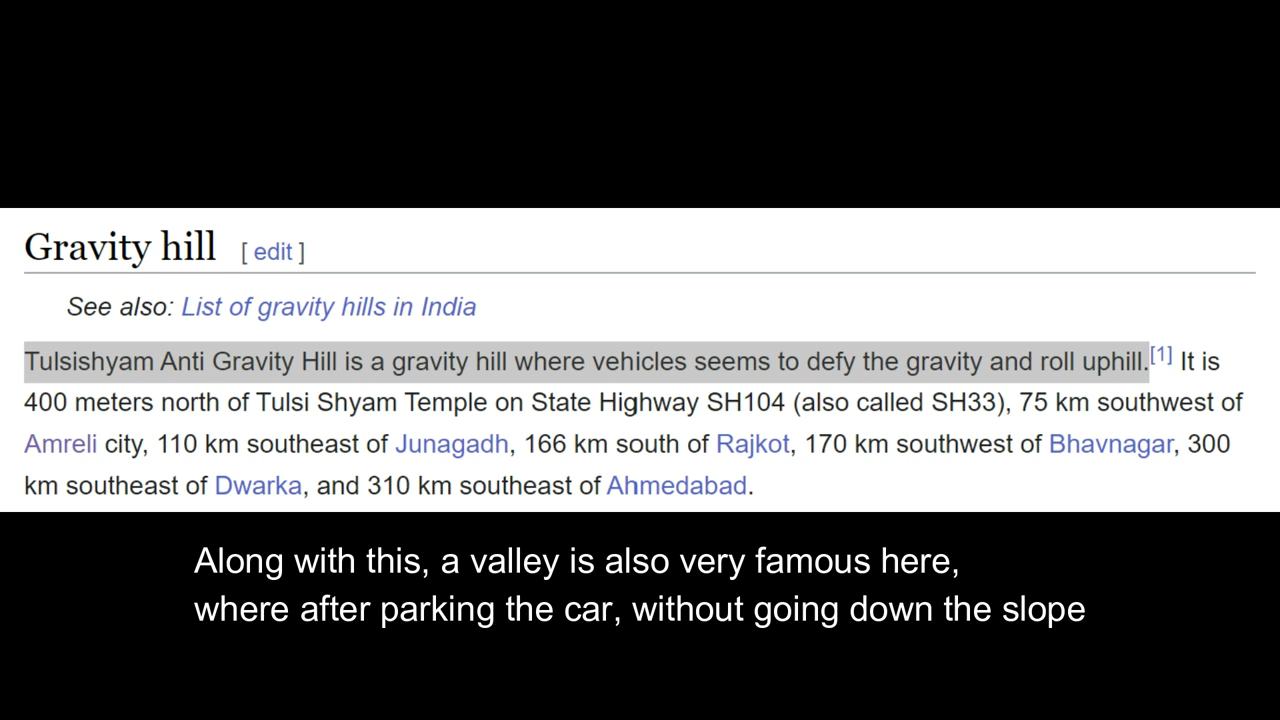 Gravity hill [ edit ]
See also: List of gravity hills in India
Tulsishyam Anti Gravity Hill is a gravity hill where vehicles seems to defy the gravity and roll uphill.[1] It is
400 meters north of Tulsi Shyam Temple on State Highway SH104 (also called SH33), 75 km southwest of
Amreli city, 110 km southeast of Junagadh, 166 km south of Rajkot, 170 km southwest of Bhavnagar, 300
km southeast of Dwarka, and 310 km southeast of Ahmedabad.
Along with this, a valley is also very famous here,
where after parking the car, without going down the slope